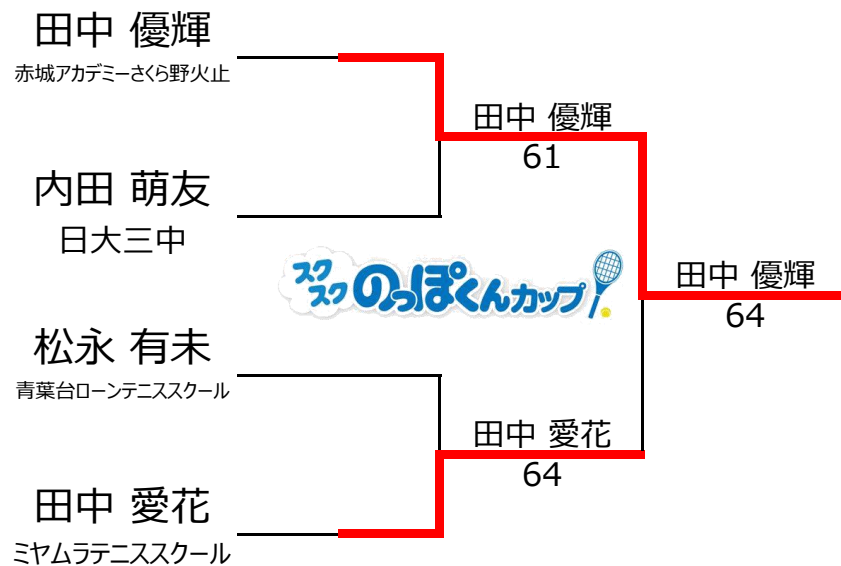 田中 優輝
赤城アカデミーさくら野火止
田中 優輝
61
内田 萌友
日大三中
スクスクのっぽくんカップ
田中 優輝
64
松永 有未
青葉台ローンテニススクール
田中 愛花
64
田中 愛花
ミヤムラテニススクール